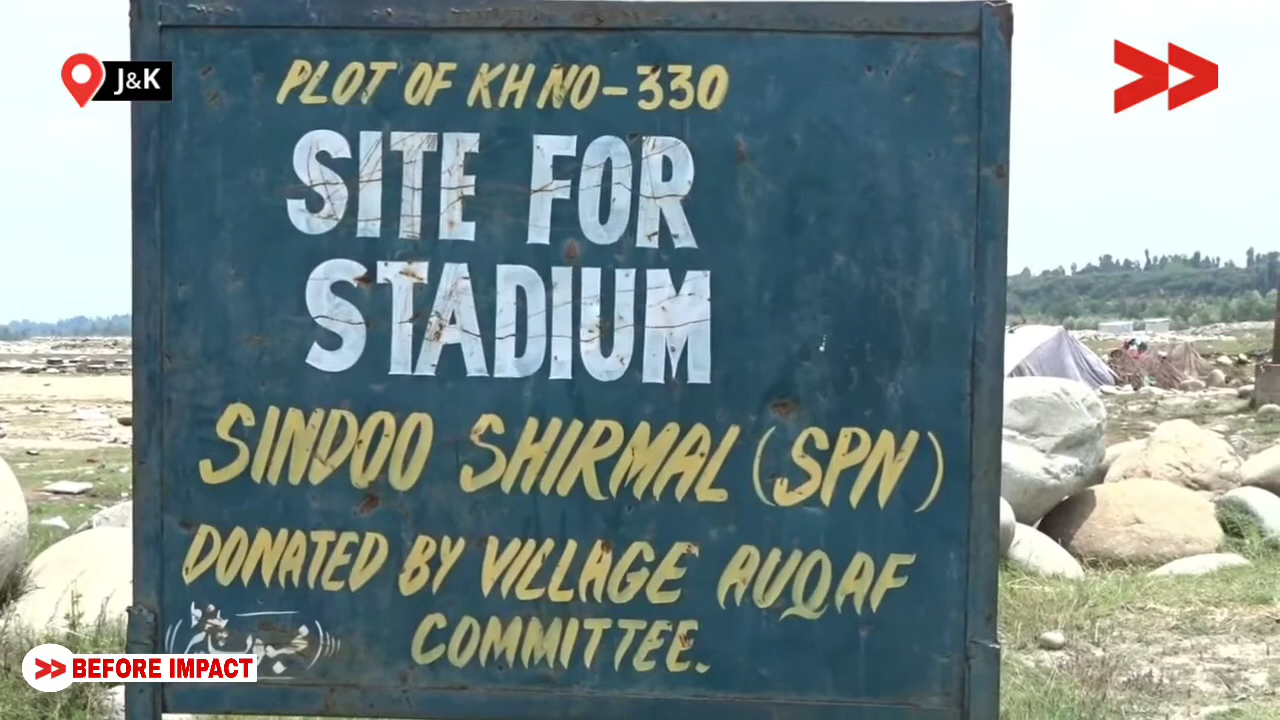 J&K
PLOT OF KH NO-330
SITE FOR
STADIUM
SINDOO SHIRMAL (SPN)
DONATED BY VILLAGE AUQAF
COMMITTEE.
BEFORE IMPACT